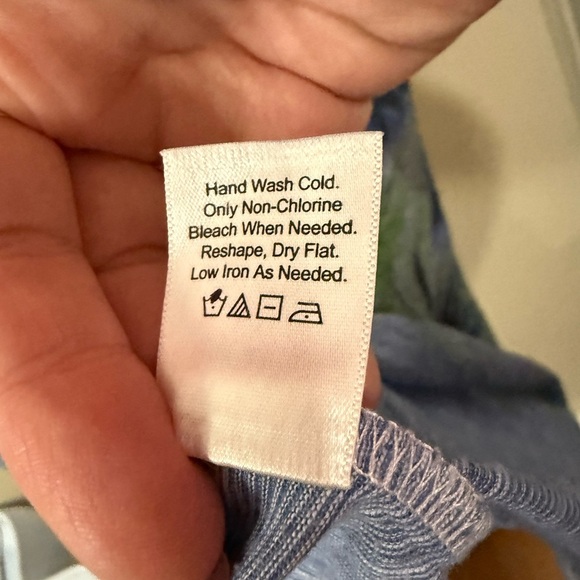 Hand Wash Cold.
Only Non-Chlorine
Bleach When Needed.
Reshape, Dry Flat.
Low Iron As Needed.